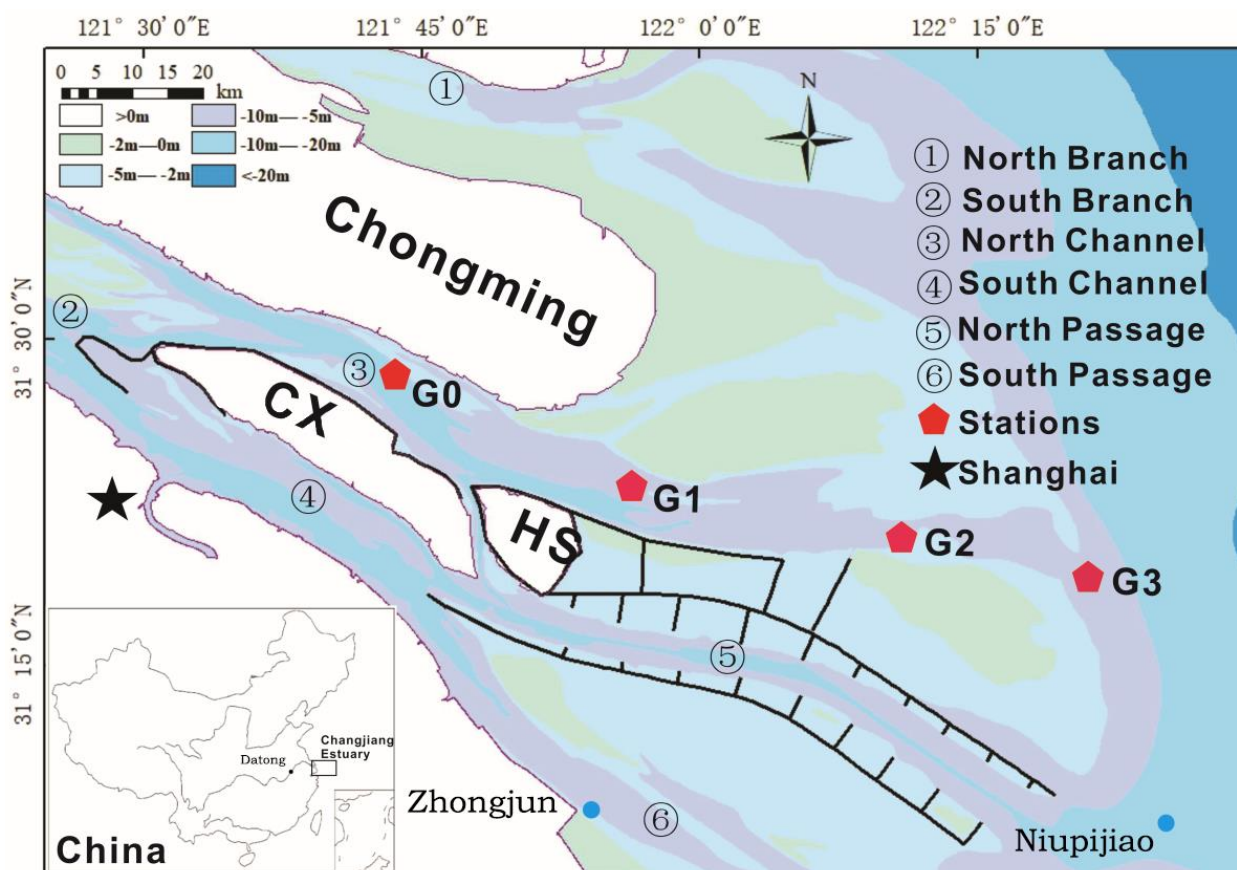 121° 30′ 0″E
121° 45′ 0″E
122° 0′ 0″E
122° 15′ 0″E
0 5 10 20
km
>0m
-10m— -5m
-2m—0m
-10m— -20m
-5m— -2m
<-20m
N
①
① North Branch
② South Branch
③ North Channel
④ South Channel
⑤ North Passage
⑥ South Passage
Stations
Shanghai
Chongming
31° 30′ 0″N
②
③
G0
CX
④
G1
HS
G2
G3
31° 15′ 0″N
⑤
Changjiang
Estuary
Datong
China
Zhongjun
⑥
Niupijiao